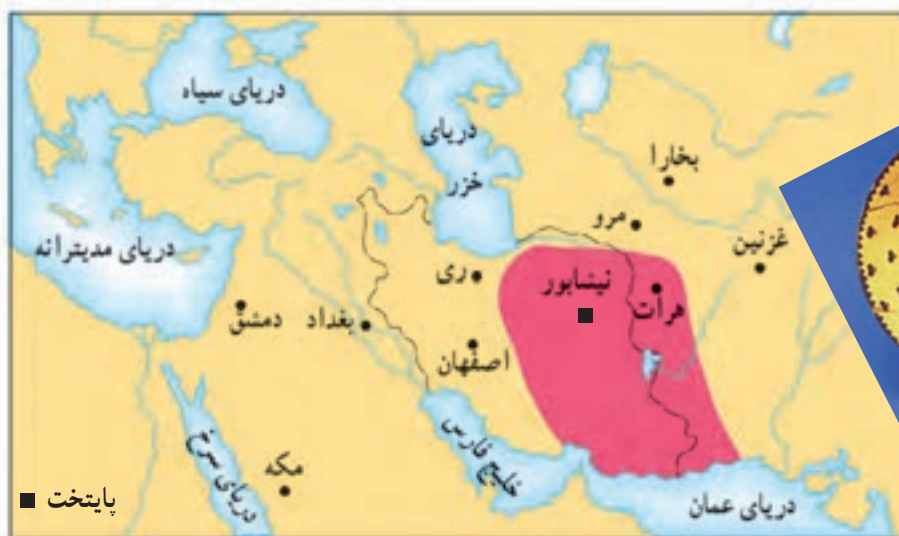 دریای سیاه
دریای
خزر
بخارا
مرو
غزنین
دریای مدیترانه
ری
نیشابور
هرات
دمشق
بغداد
اصفهان
خلیج فارس
دریای سرخ
مکه
دریای عمان
پایتخت